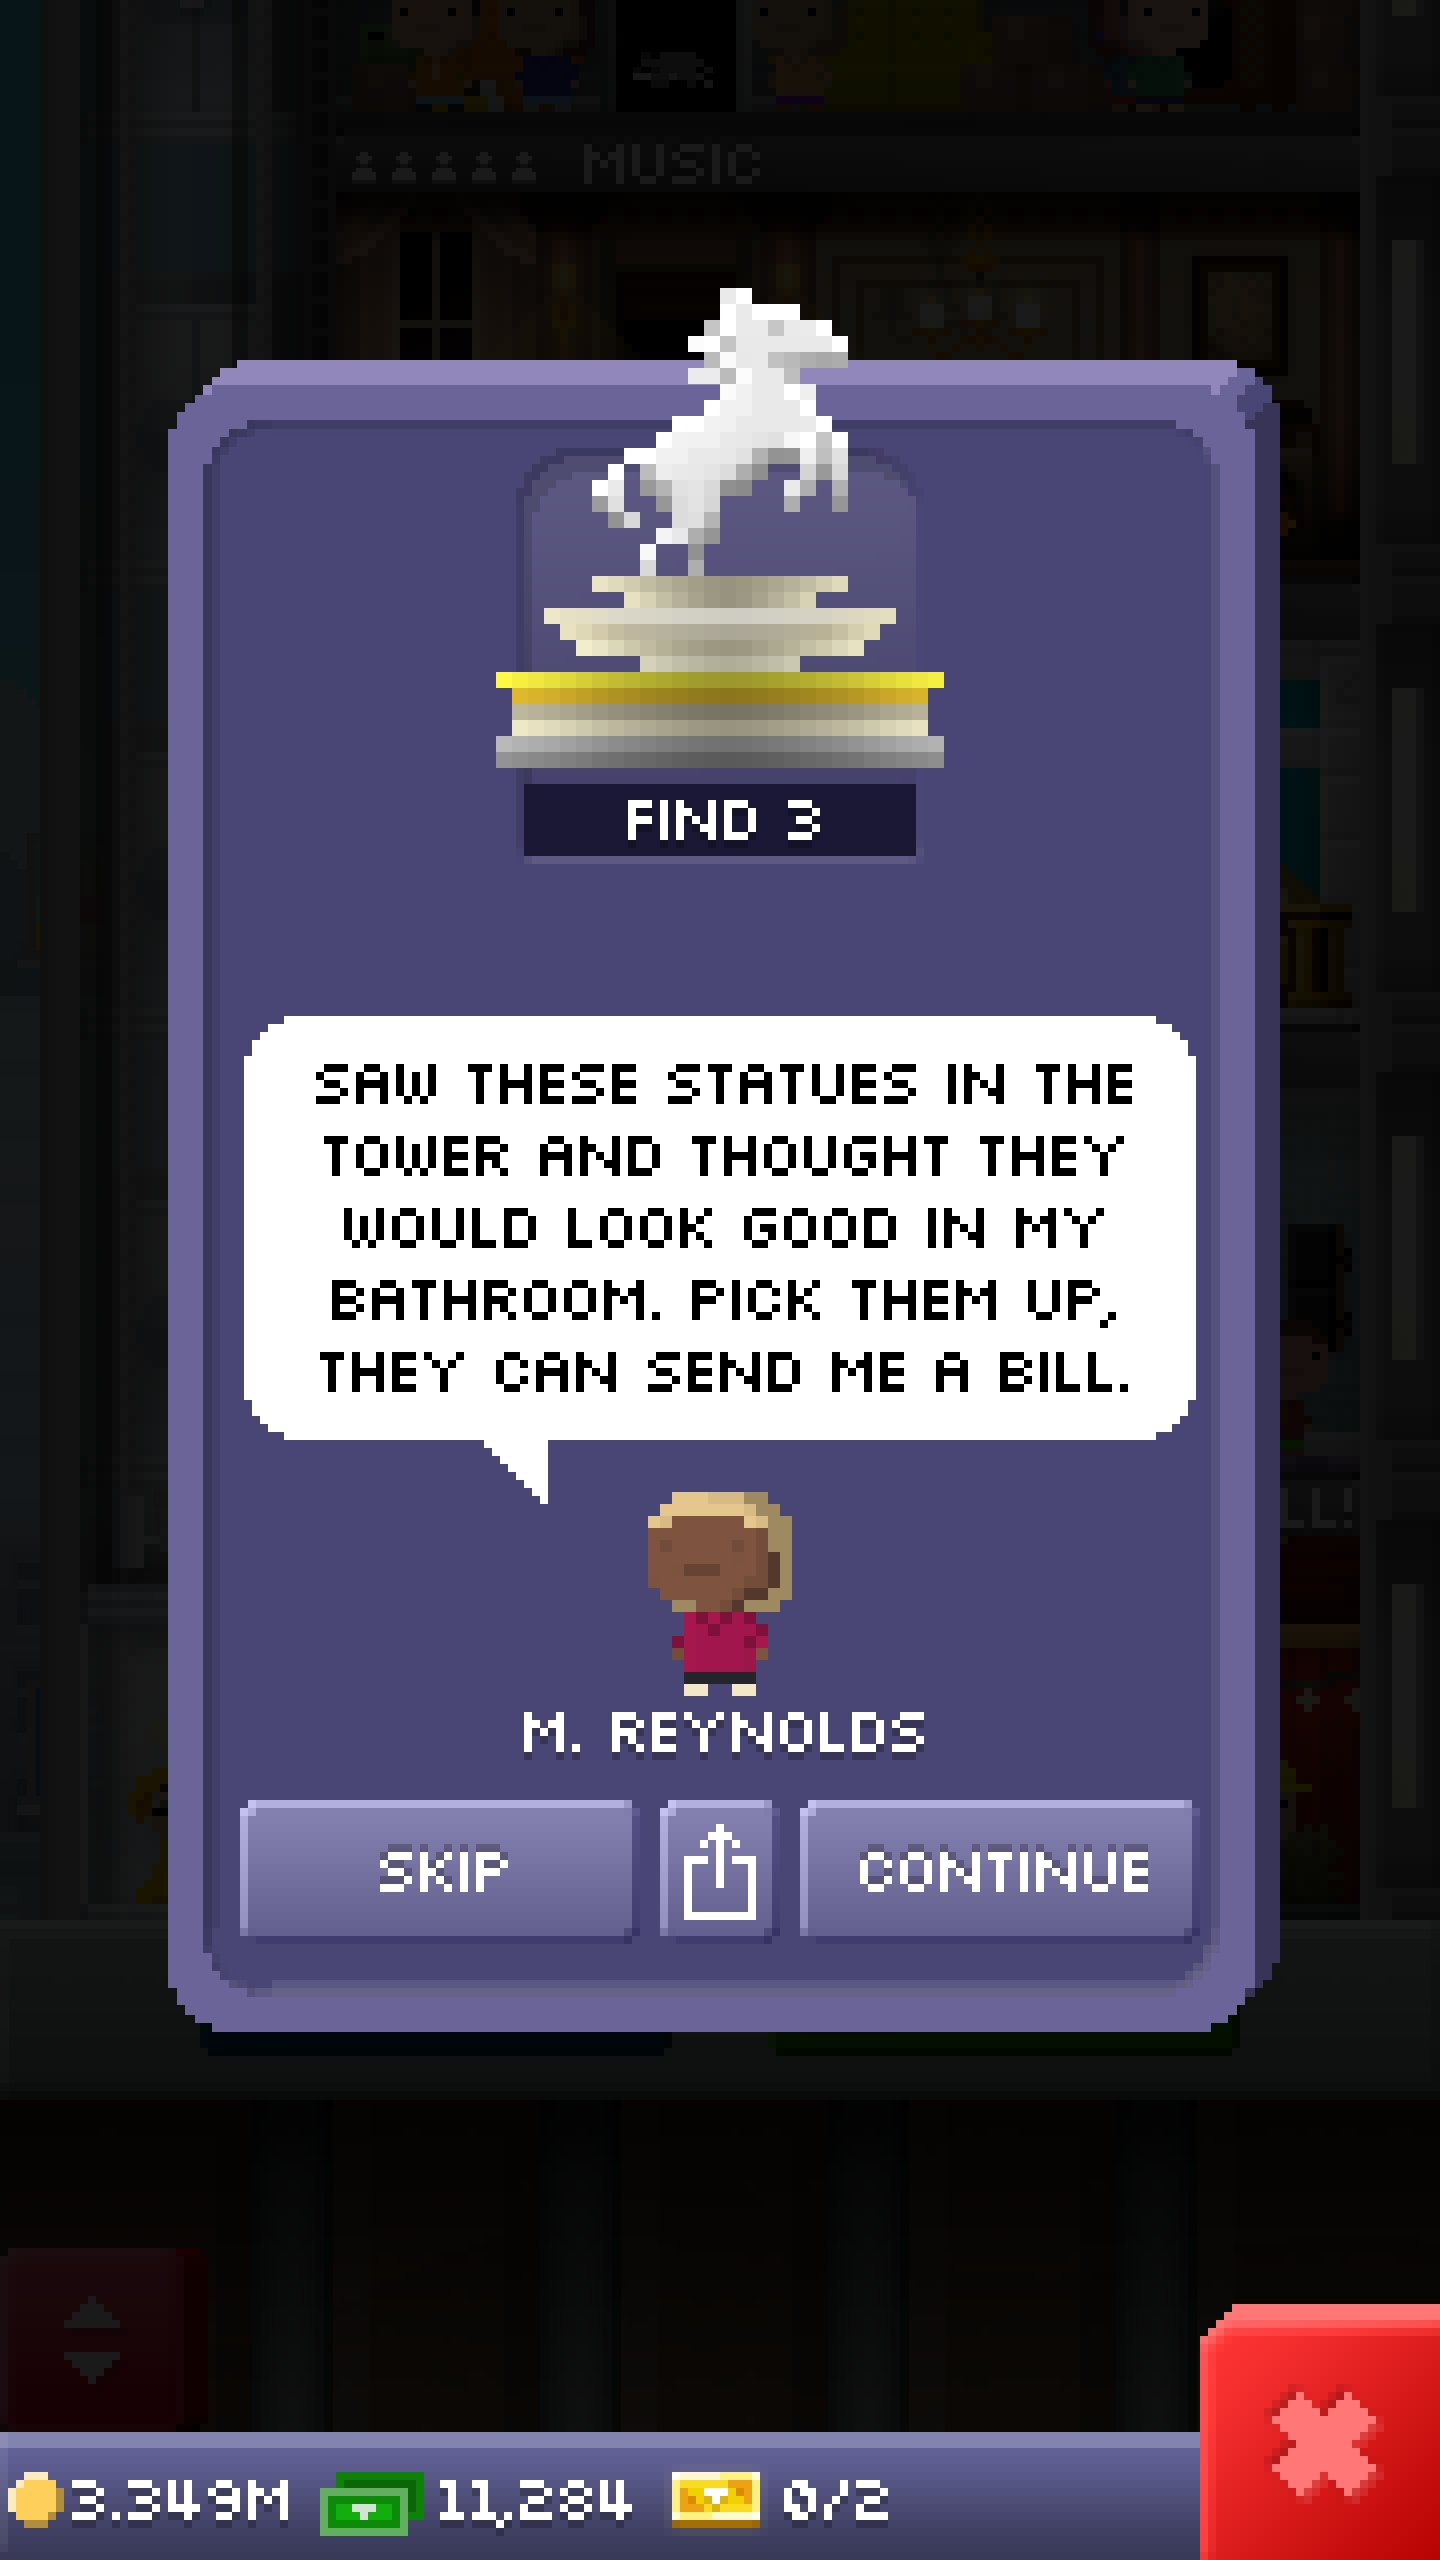 MUSIC
FIND 3
SAW THESE STATUES IN THE
TOWER AND THOUGHT THEY
WOULD LOOK GOOD IN MY
BATHROOM. PICK THEM UP,
THEY CAN SEND ME A BILL.
M. REYNOLDS
SKIP
CONTINUE
3.349M
11,284
0/2